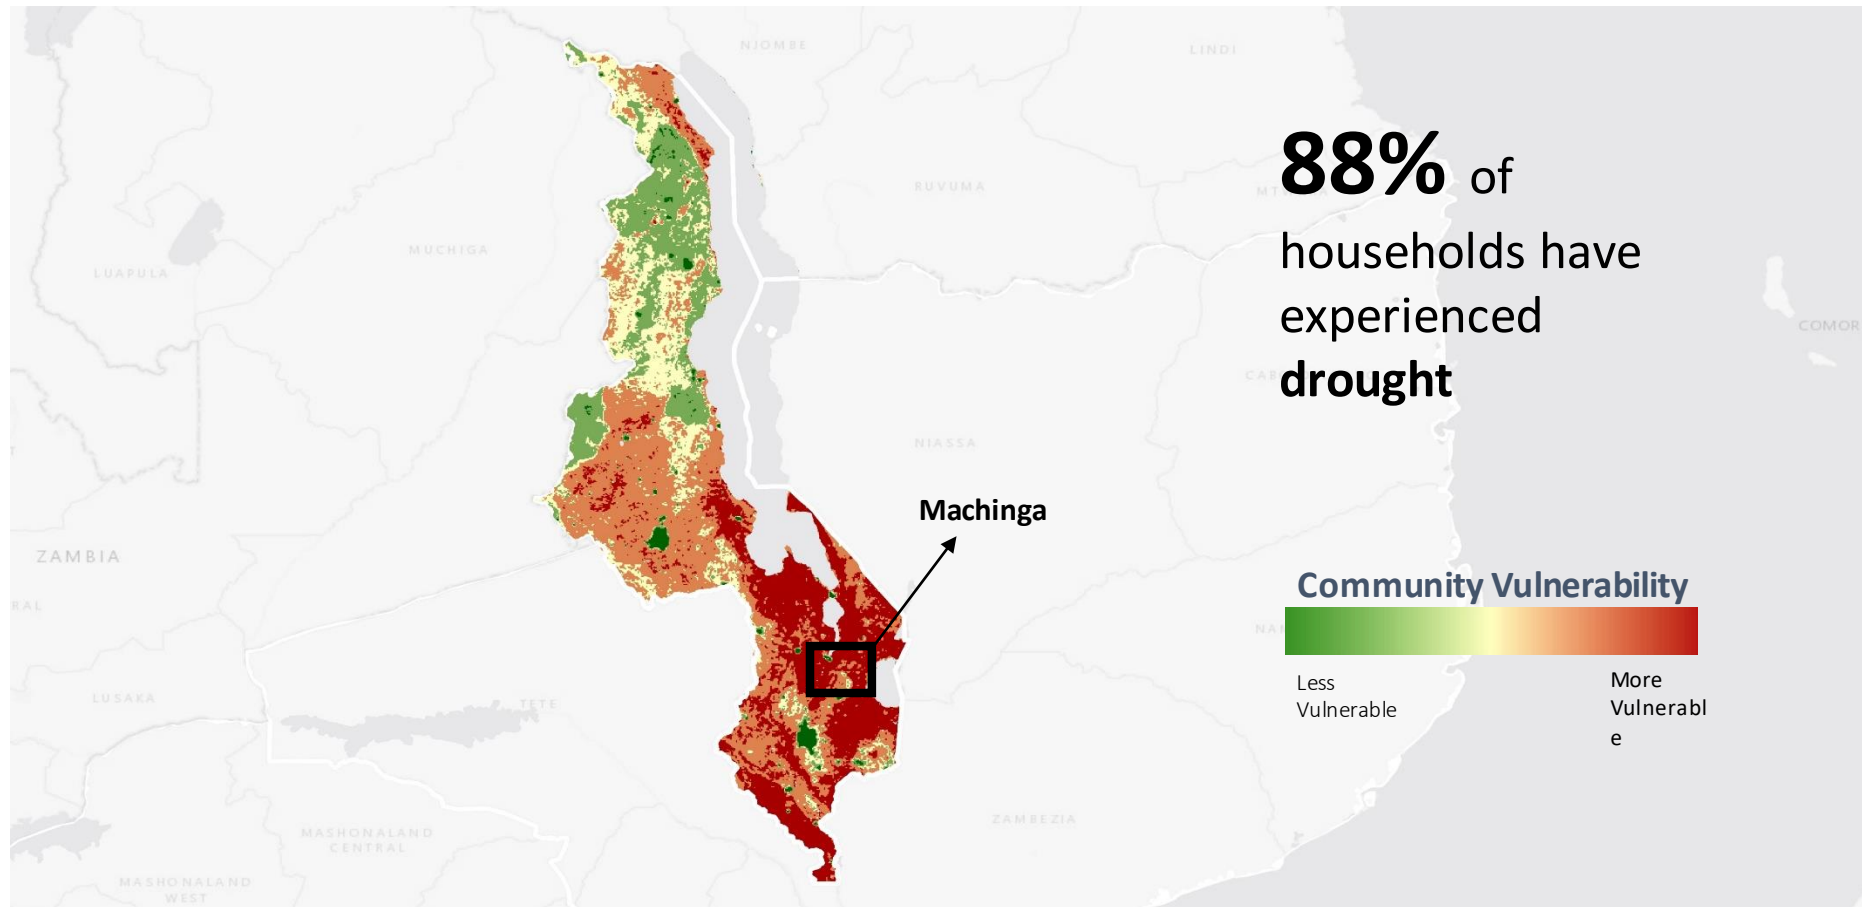 NJOMBE
LINDI
88% of
RUVUMA
households have
MUCHIGA
LUAPULA
experienced
COMOR
drought
NIASSA
Machinga
ZAMBIA
Community Vulnerability
RAL
Less
Vulnerable
More
Vulnerabl
e
LUSAKA
TETE
ZAMBEZIA
MASHONALAND
CENTRAL
MASHONALAND
WEST